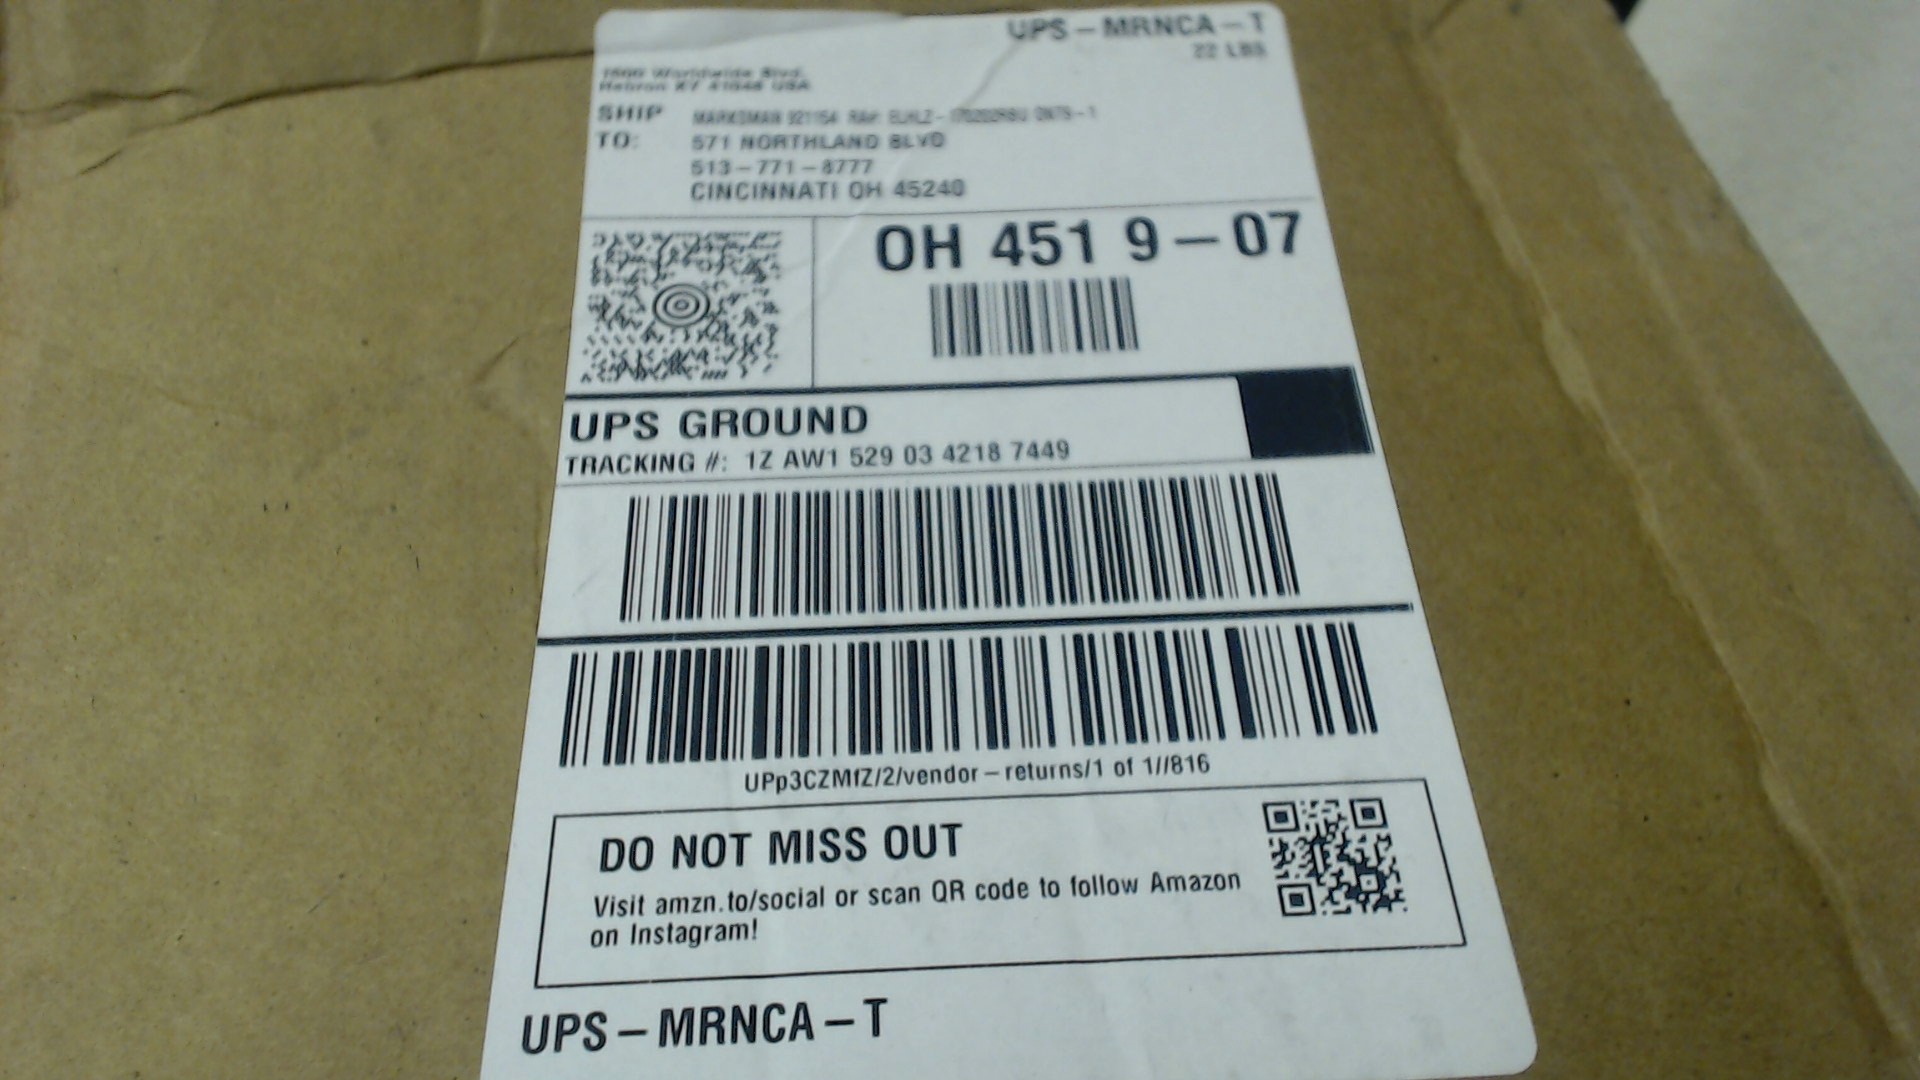 UPS-MRNCA-T
22 LBS
1600 Worldwide Blvd.
Hebron KY 41048 USA
SHIP TO:
MARKSMAN 921154 RA#:
571 NORTHLAND BLVD
513-771-8777
CINCINNATI OH 45240
OH 451 9-07
UPS GROUND
TRACKING #: 1Z AW1 529 03 4218 7449
UPp3CZMfZ/2/vendor-returns/1 of 1//816
DO NOT MISS OUT
Visit amzn.to/social or scan QR code to follow Amazon
on Instagram!
UPS-MRNCA-T